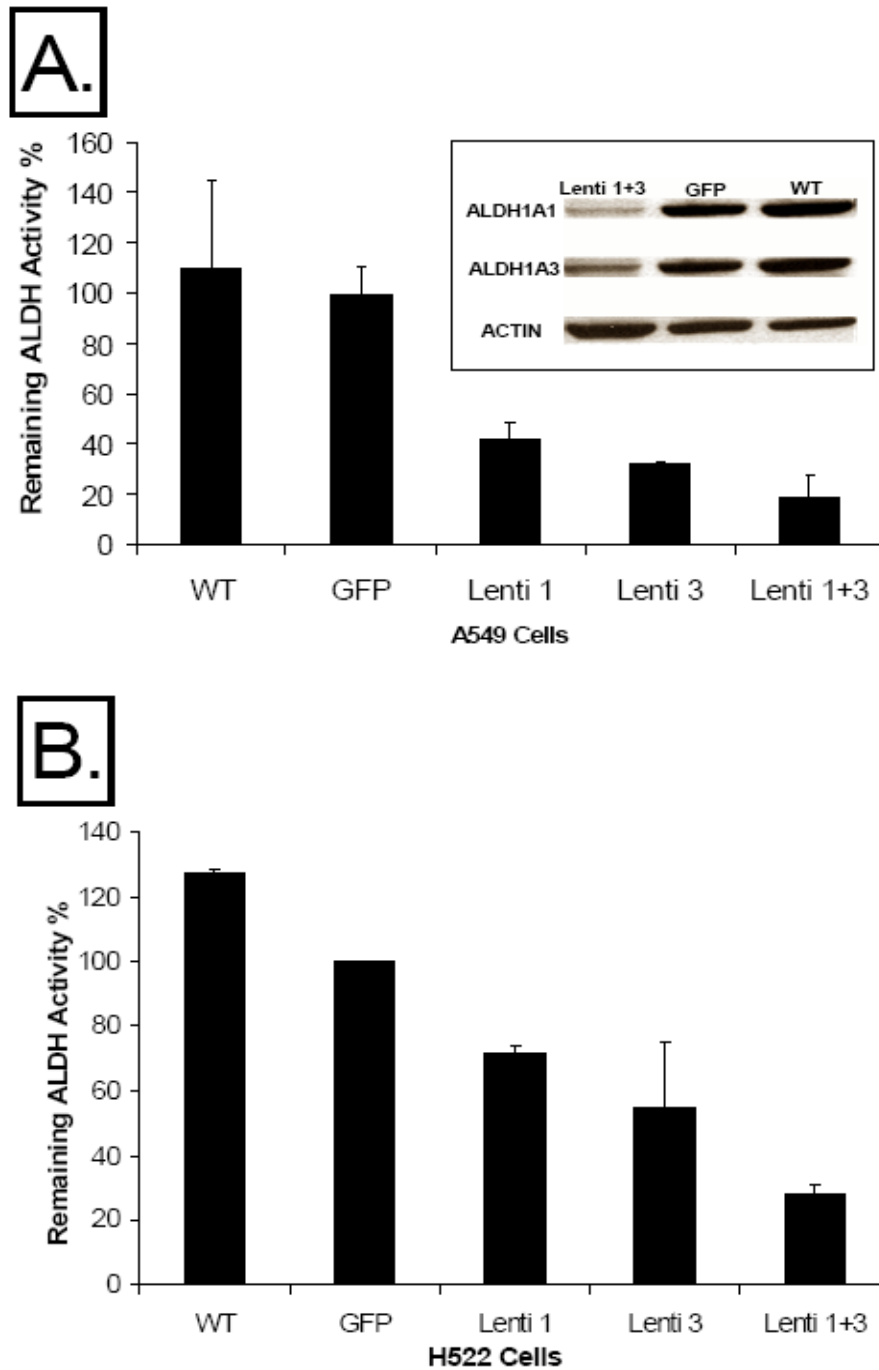 A.
Remaining ALDH Activity %
160
140
120
100
80
60
40
20
0
Lenti 1+3 GFP WT
ALDH1A1
ALDH1A3
ACTIN
WT GFP Lenti 1 Lenti 3 Lenti 1+3
A549 Cells
B.
Remaining ALDH Activity %
140
120
100
80
60
40
20
0
WT GFP Lenti 1 Lenti 3 Lenti 1+3
H522 Cells